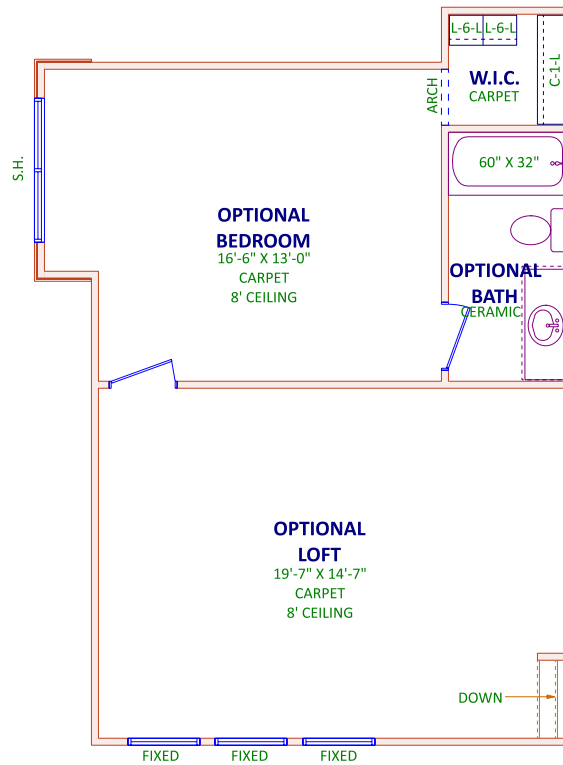 L-6-L L-6-L
C-1-L
W.I.C.
CARPET
ARCH
60" X 32"
S.H.
OPTIONAL
BEDROOM
16'-6" X 13'-0"
CARPET
8' CEILING
OPTIONAL
BATH
CERAMIC
OPTIONAL
LOFT
19'-7" X 14'-7"
CARPET
8' CEILING
DOWN
FIXED FIXED FIXED